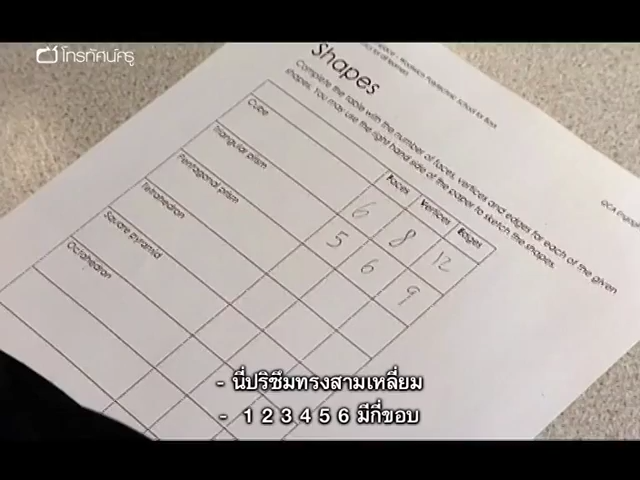 โทรทัศน์ครู
Shapes
Complete the table with the number of faces, vertices and edges for each of the given
shapes. You may use the right hand side of the paper to sketch the shapes.
Faces Vertices Edges
Cube 6 8 12
Triangular prism 5 6 9
Pentagonal prism
Tetrahedron
Square pyramid
Octahedron
- นี่ปริซึมทรงสามเหลี่ยม
- 1 2 3 4 5 6 มีกี่ขอบ